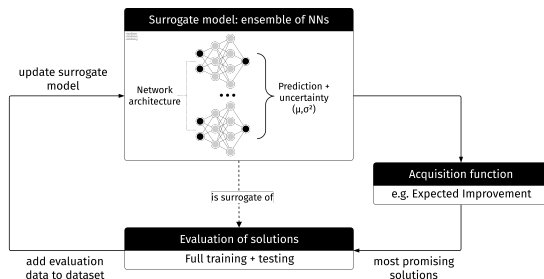 Surrogate model: ensemble of NNs
update surrogate
model
Network
architecture
Prediction +
uncertainty
(μ,σ²)
Acquisition function
e.g. Expected Improvement
is surrogate of
Evaluation of solutions
Full training + testing
add evaluation
data to dataset
most promising
solutions